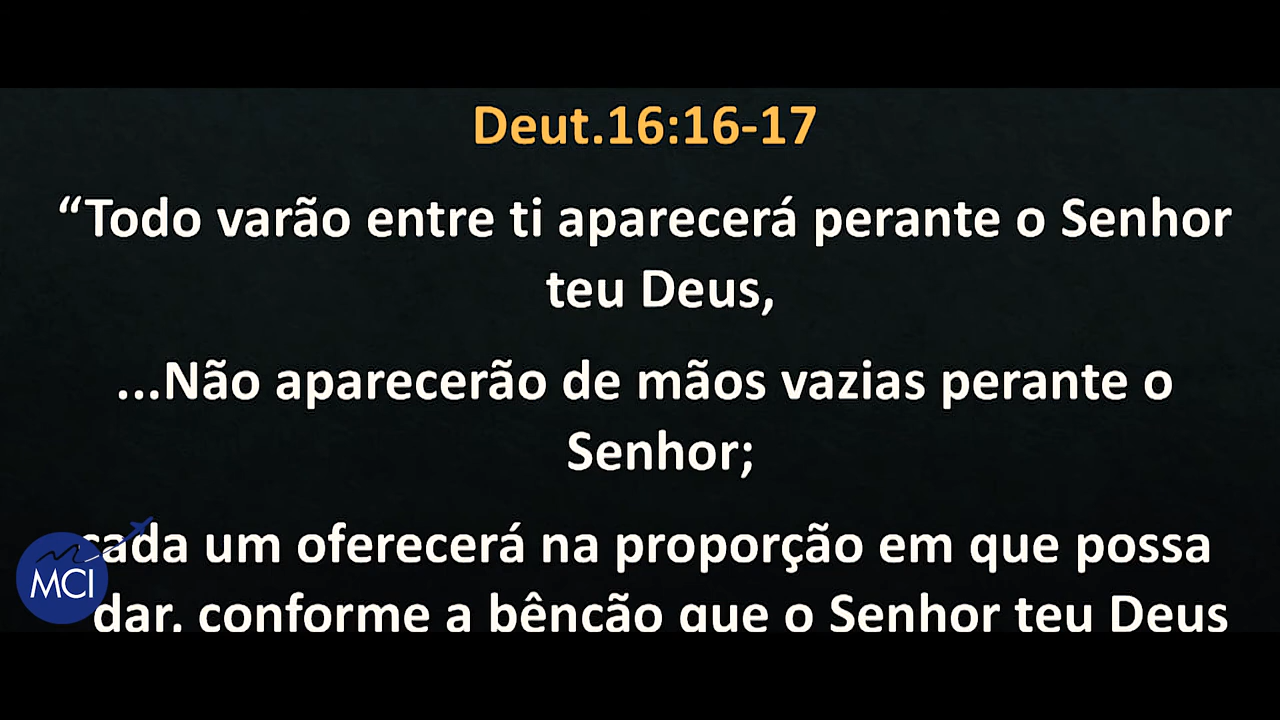 Deut.16:16-17
“Todo varão entre ti aparecerá perante o Senhor
teu Deus,
...Não aparecerão de mãos vazias perante o
Senhor;
cada um oferecerá na proporção em que possa
dar, conforme a bênção que o Senhor teu Deus
MCI